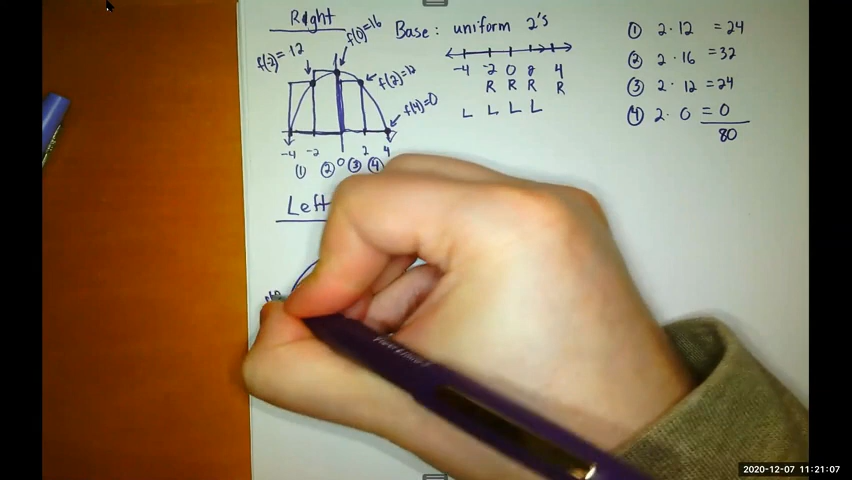 Right
f(0)=16
f(-2)=12
f(2)=12
f(4)=0
-4 -2 0 2 4
① ② ③ ④
Base: uniform 2's
-4 -2 0 2 4
R R R R
L L L L
① 2·12 =24
② 2·16 =32
③ 2·12 =24
④ 2·0 =0
80
Left
2020-12-07 11:21:07